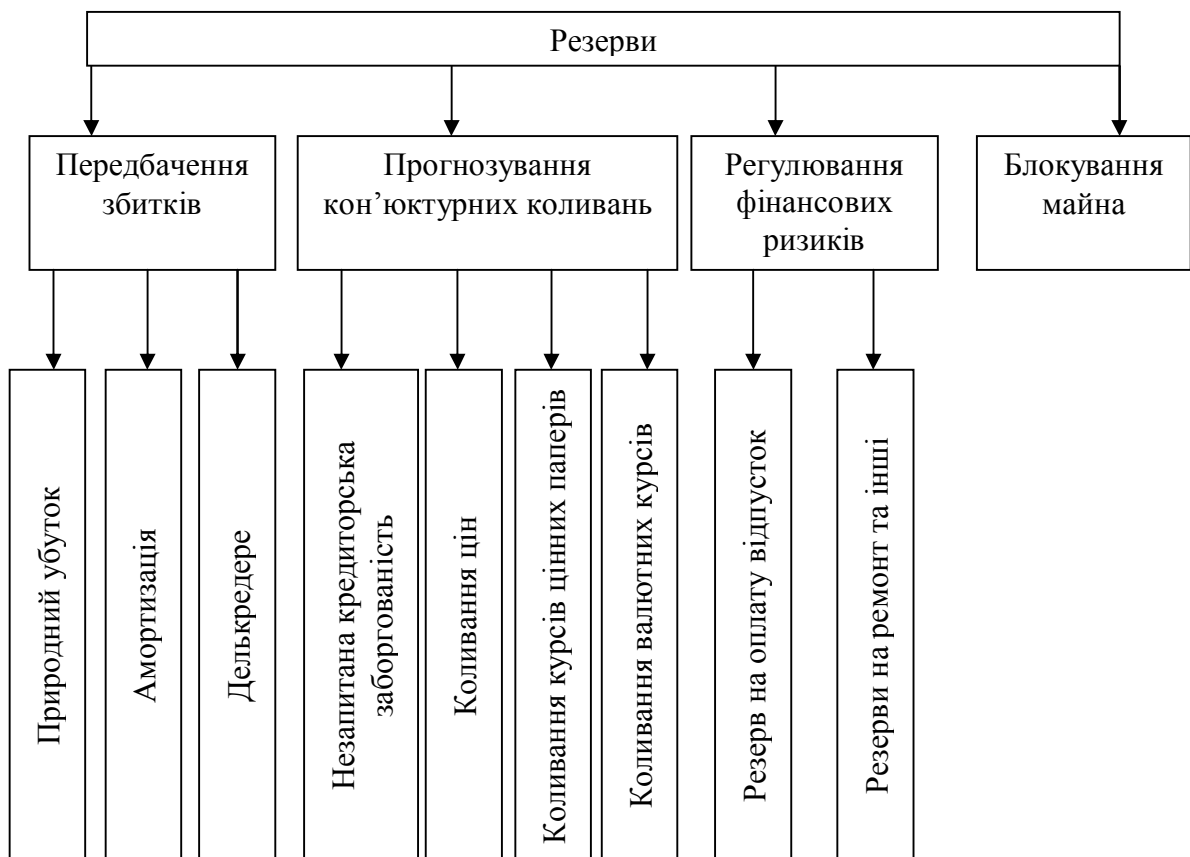 Резерви
Передбачення
збитків
Прогнозування
кон’юктурних коливань
Регулювання
фінансових
ризиків
Блокування
майна
Природний убуток
Амортизація
Делькредере
Незапитана кредиторська
заборгованість
Коливання цін
Коливання курсів цінних паперів
Коливання валютних курсів
Резерв на оплату відпусток
Резерви на ремонт та інші